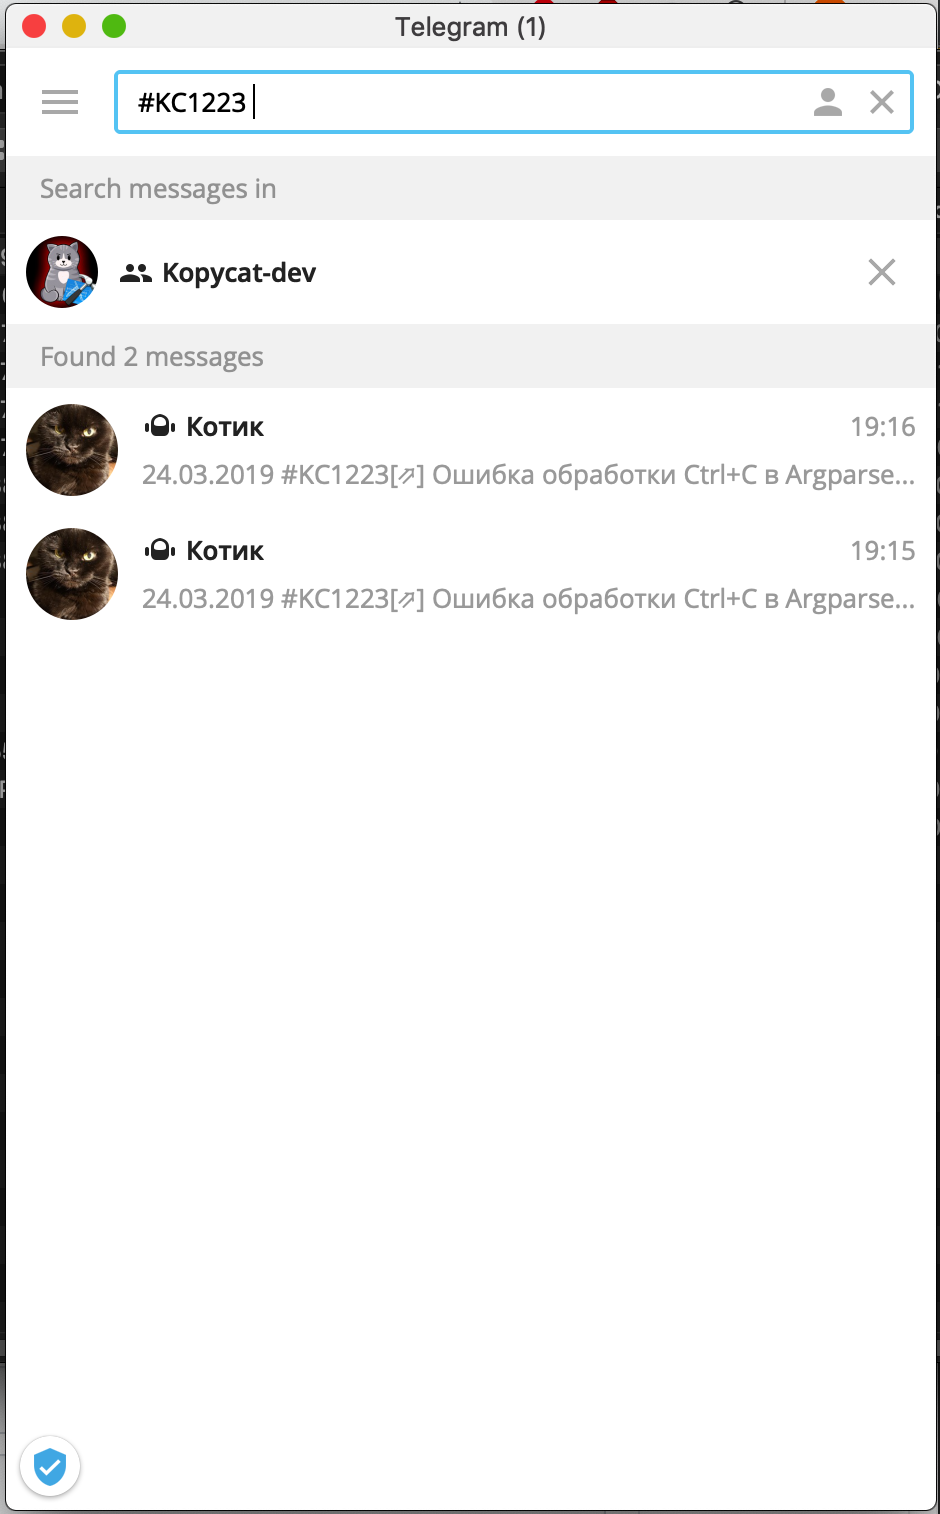 Telegram (1)
#KC1223
Search messages in
Kopycat-dev
Found 2 messages
Котик 19:16
24.03.2019 #KC1223[⇗] Ошибка обработки Ctrl+C в Argparse...
Котик 19:15
24.03.2019 #KC1223[⇗] Ошибка обработки Ctrl+C в Argparse...